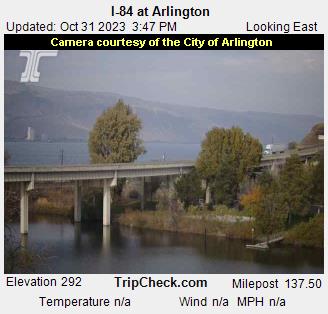 I-84 at Arlington
Updated: Oct 31 2023 3:47 PM Looking East
Camera courtesy of the City of Arlington
Elevation 292 TripCheck.com Milepost 137.50
Temperature n/a Wind n/a MPH n/a